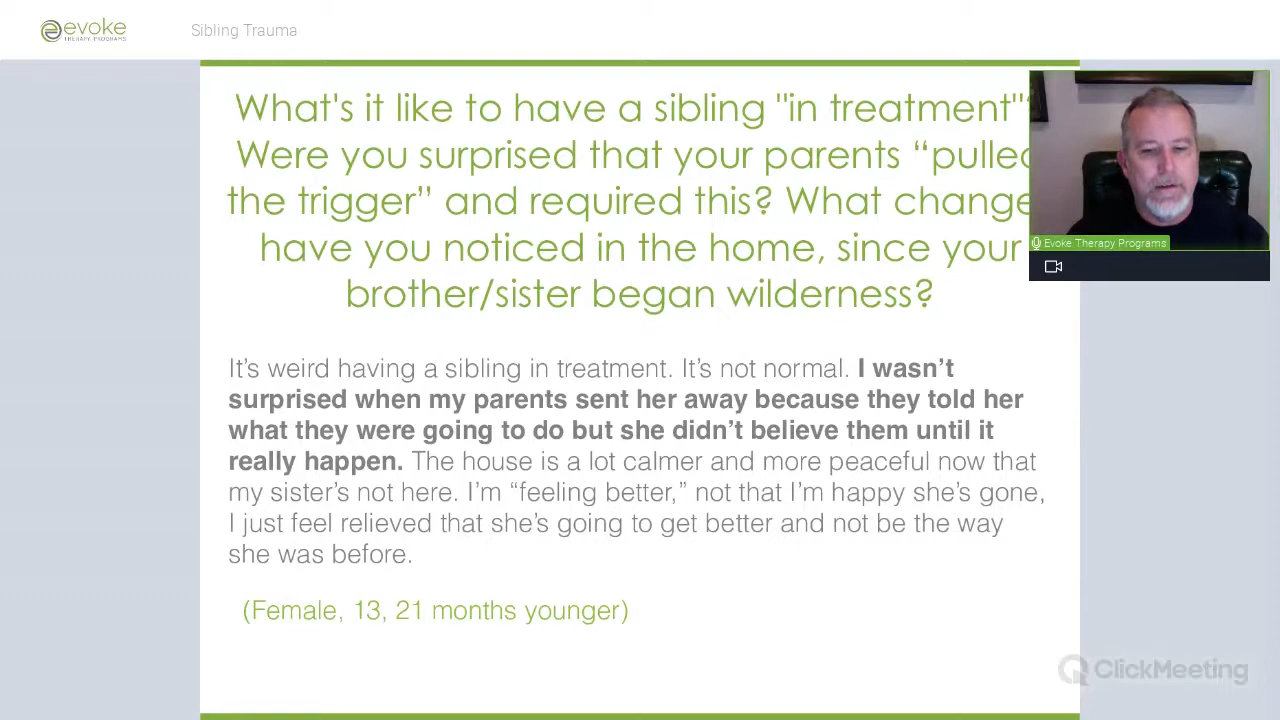 evoke
THERAPY PROGRAMS
Sibling Trauma
What's it like to have a sibling "in treatment"?
Were you surprised that your parents “pulled
the trigger” and required this? What change
have you noticed in the home, since your
brother/sister began wilderness?
Evoke Therapy Programs
It’s weird having a sibling in treatment. It’s not normal. I wasn’t
surprised when my parents sent her away because they told her
what they were going to do but she didn’t believe them until it
really happen. The house is a lot calmer and more peaceful now that
my sister’s not here. I’m “feeling better,” not that I’m happy she’s gone,
I just feel relieved that she’s going to get better and not be the way
she was before.
(Female, 13, 21 months younger)
ClickMeeting